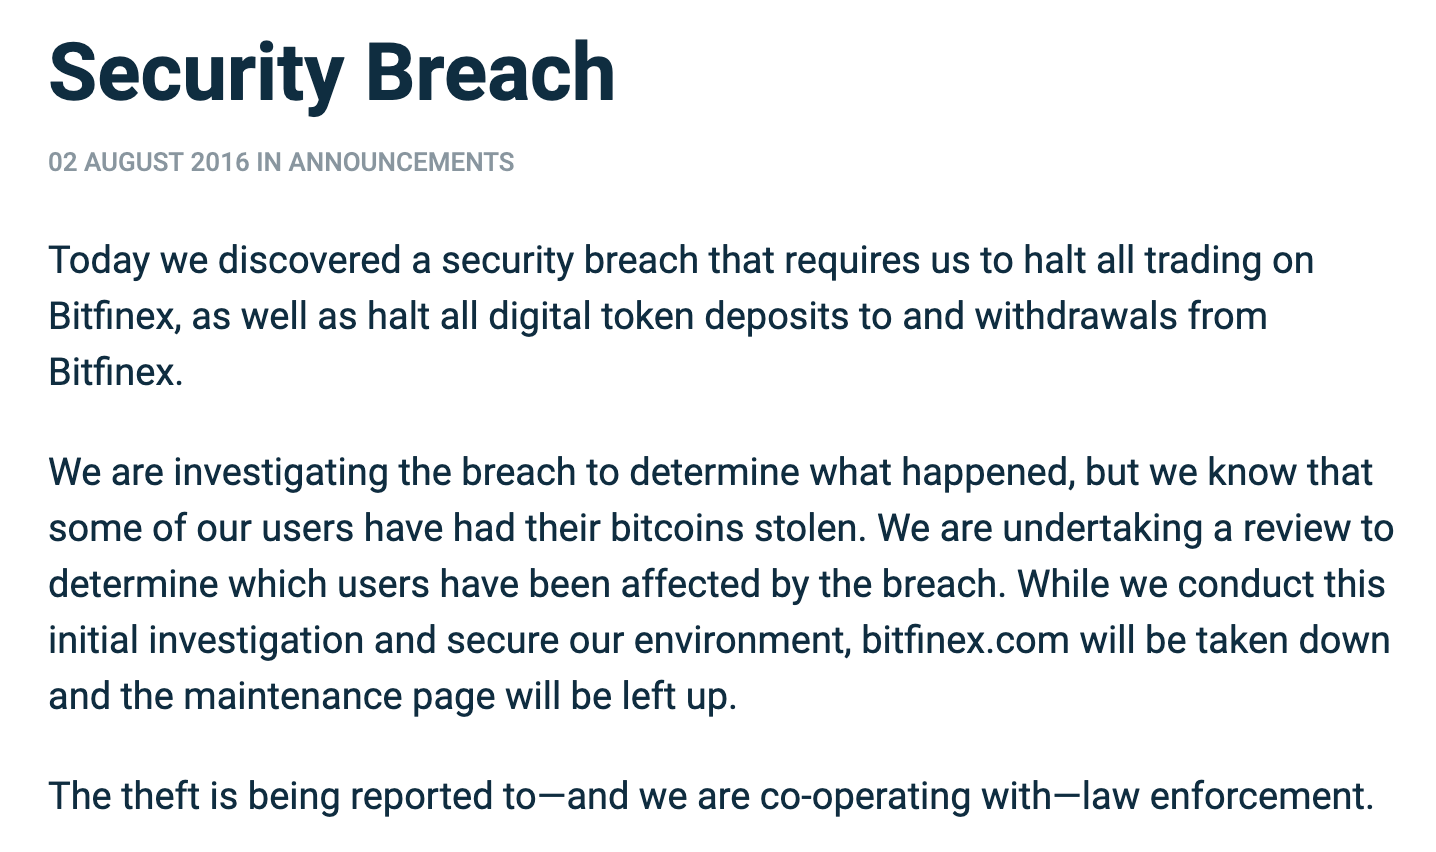 Security Breach
02 AUGUST 2016 IN ANNOUNCEMENTS
Today we discovered a security breach that requires us to halt all trading on
Bitfinex, as well as halt all digital token deposits to and withdrawals from
Bitfinex.
We are investigating the breach to determine what happened, but we know that
some of our users have had their bitcoins stolen. We are undertaking a review to
determine which users have been affected by the breach. While we conduct this
initial investigation and secure our environment, bitfinex.com will be taken down
and the maintenance page will be left up.
The theft is being reported to—and we are co-operating with—law enforcement.